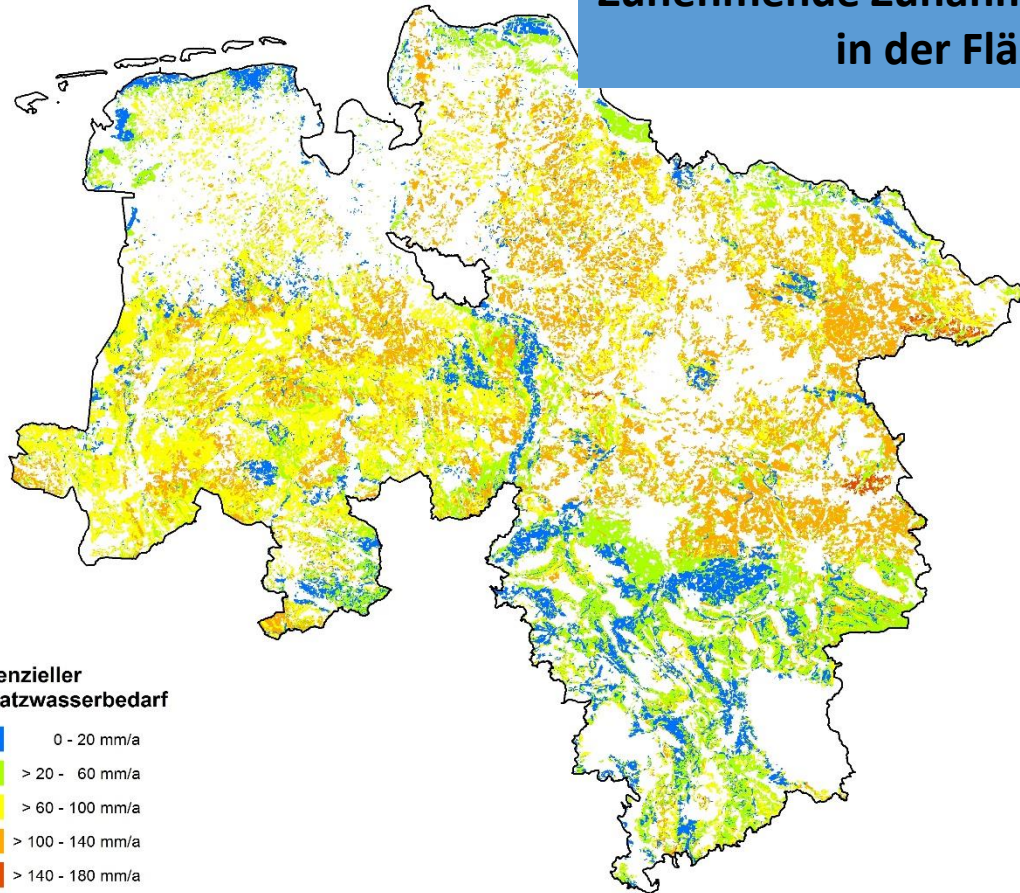 in der Flä
enzieller
atzwasserbedarf
0 - 20 mm/a
> 20 - 60 mm/a
> 60 - 100 mm/a
> 100 - 140 mm/a
> 140 - 180 mm/a